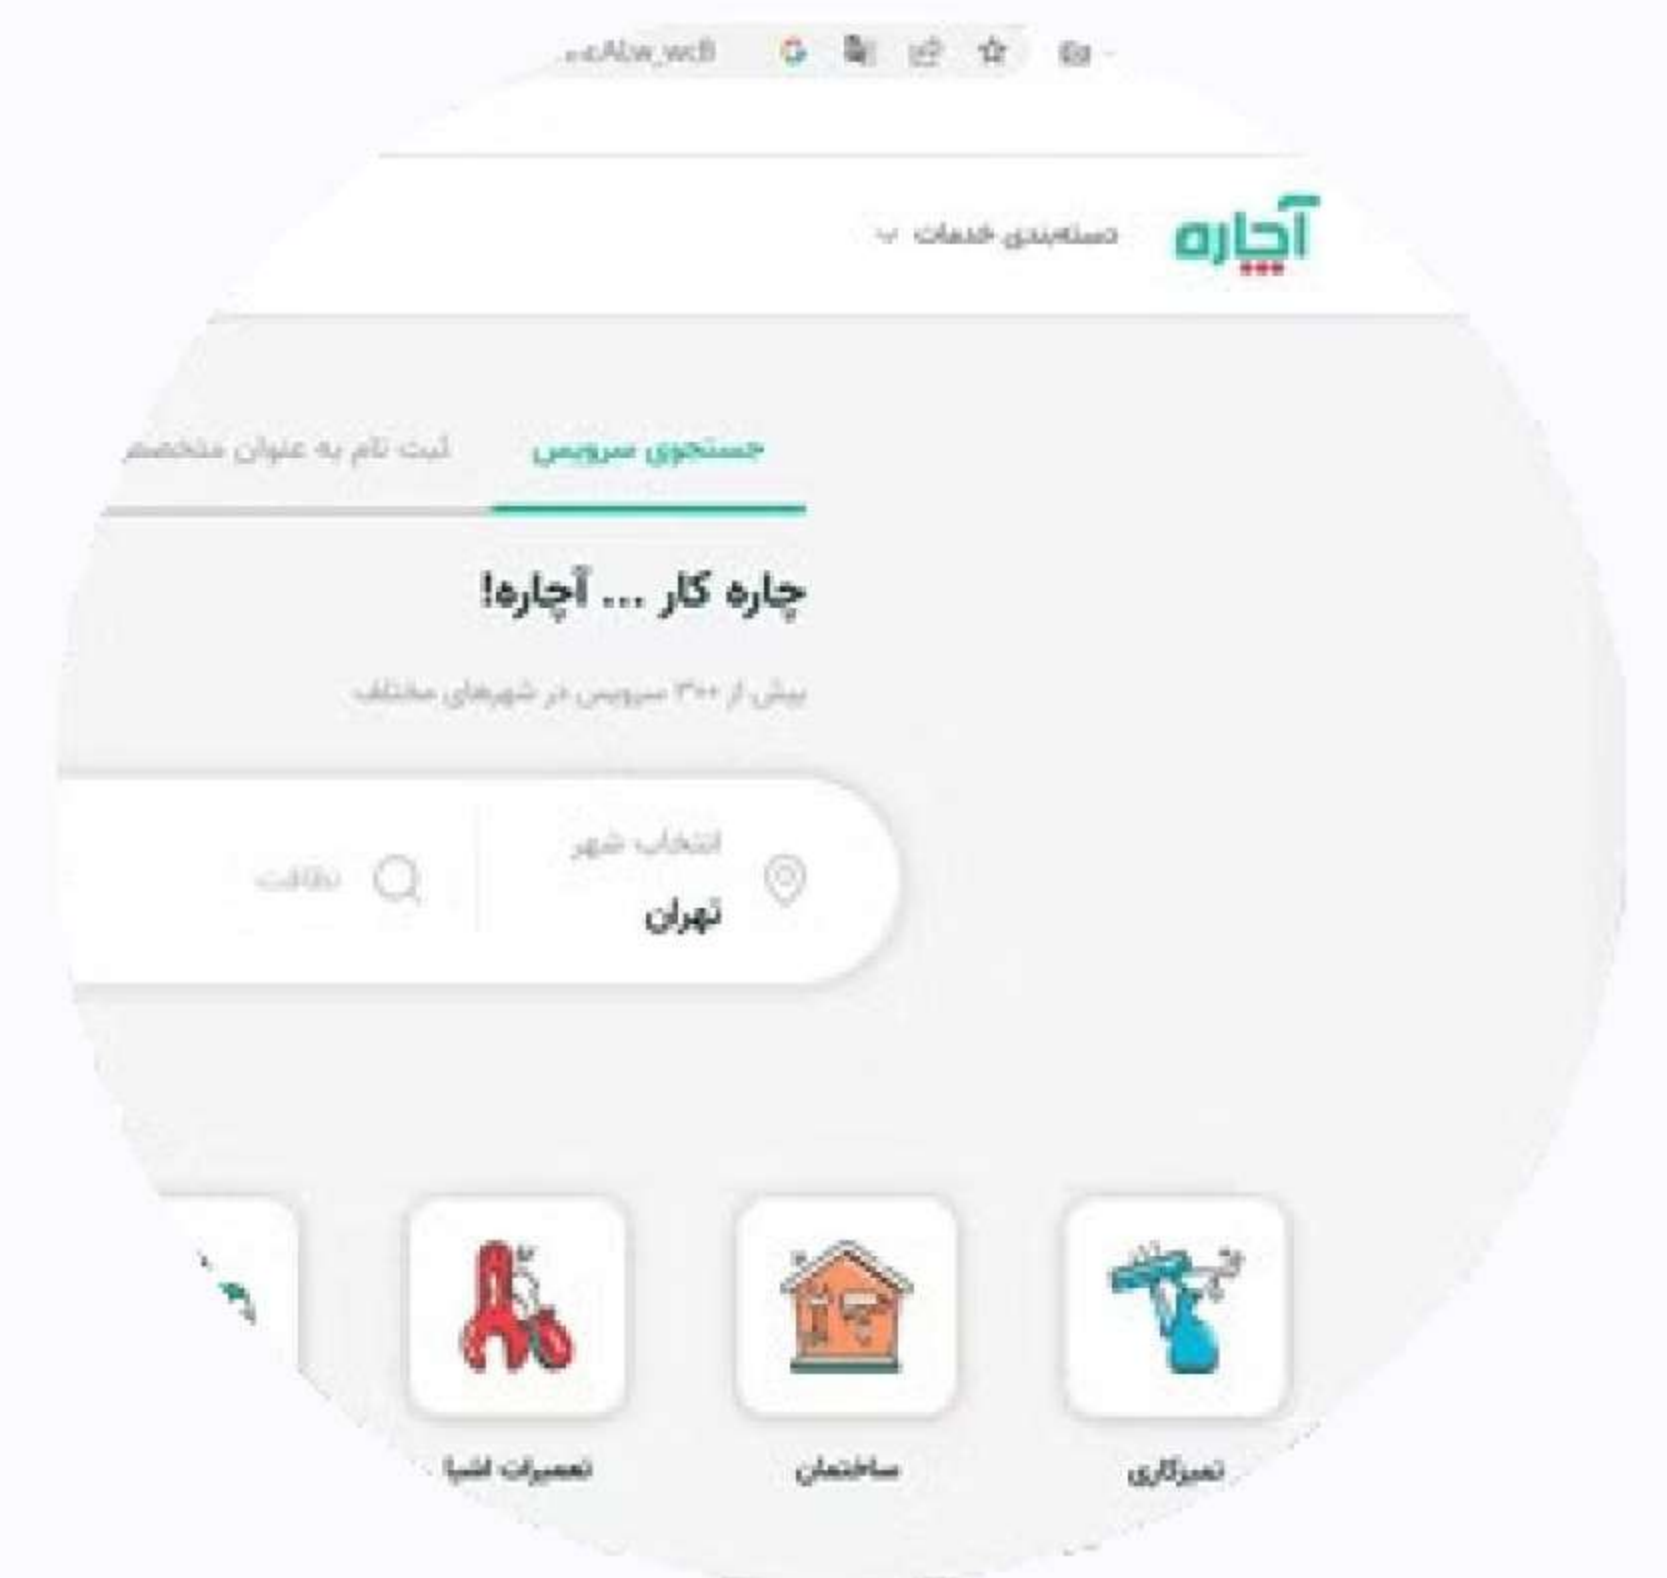 آچاره
دسته‌بندی خدمات
جستجوی سرویس
ثبت نام به عنوان متخصص
چاره کار ... آچاره!
بیش از ۳۰۰ سرویس در شهرهای مختلف
انتخاب شهر
تهران
نظافت
تمیزکاری
ساختمان
تعمیرات اشیا